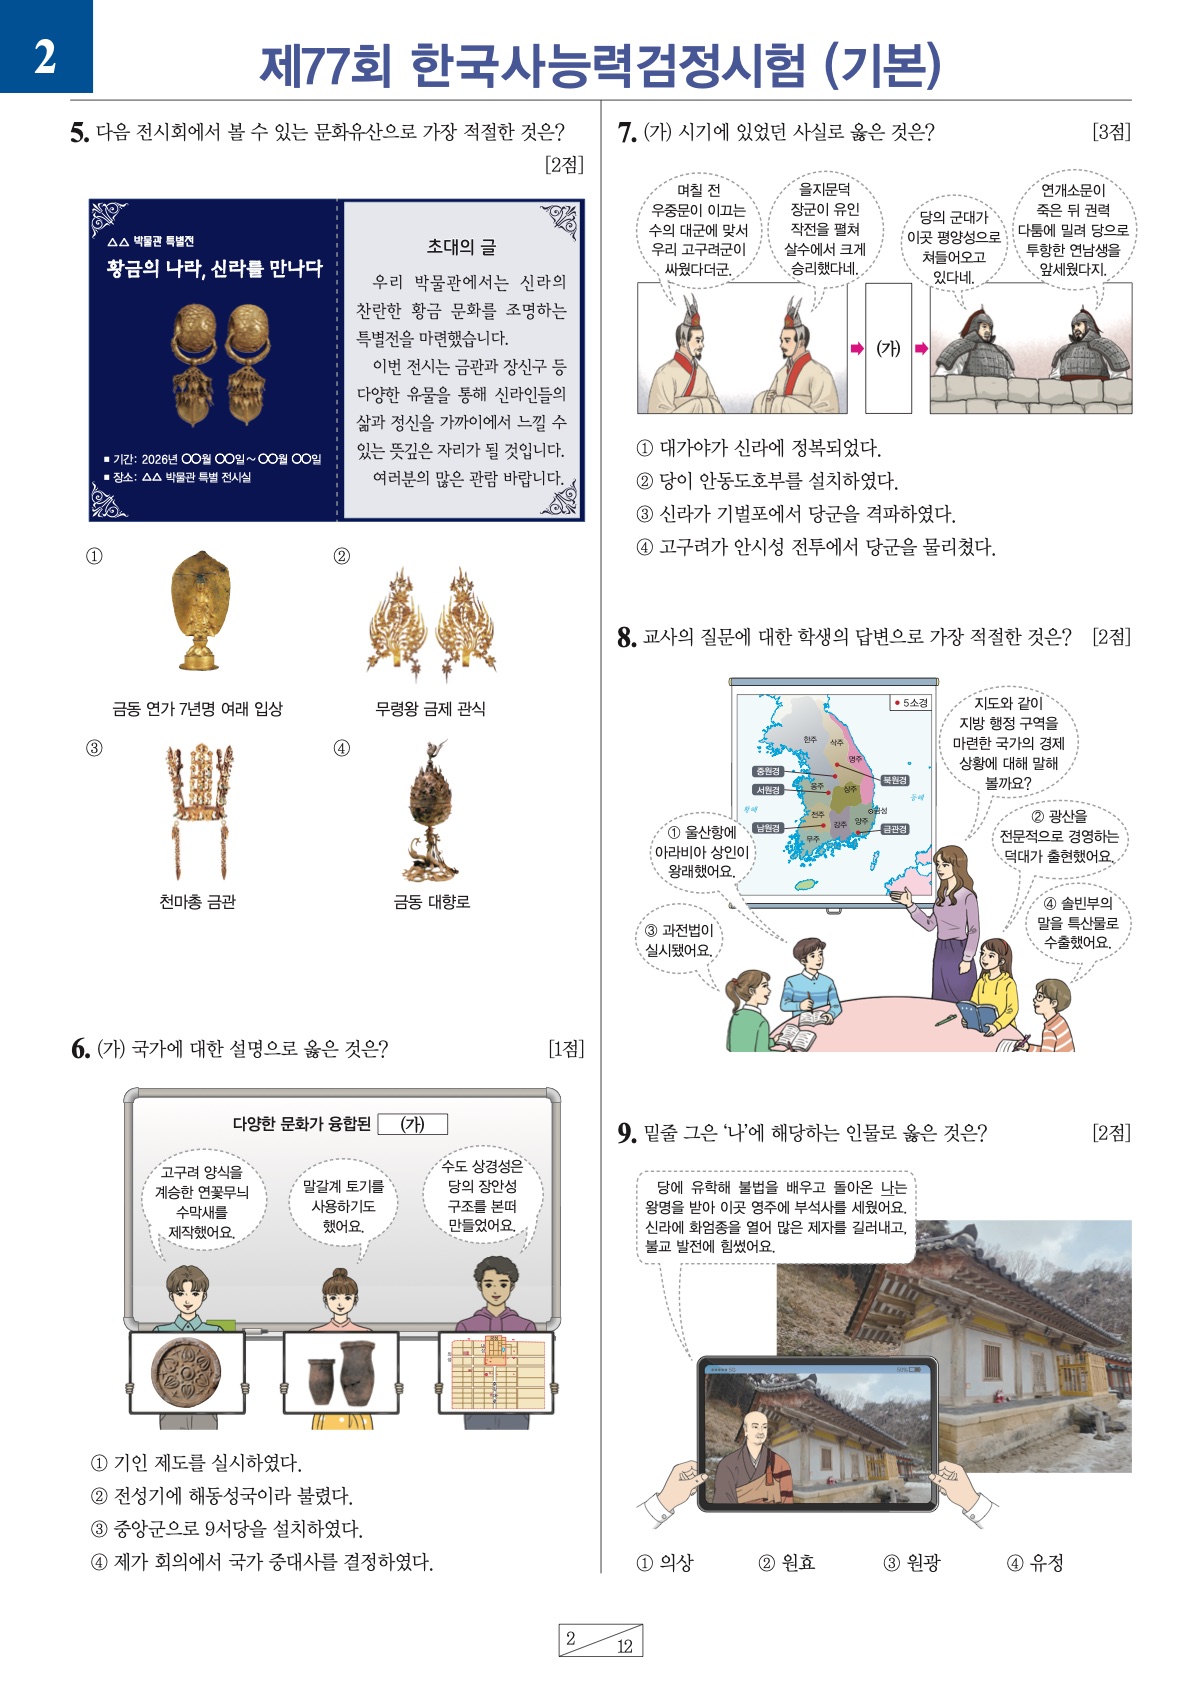 2
제77회 한국사능력검정시험 (기본)
5. 다음 전시회에서 볼 수 있는 문화유산으로 가장 적절한 것은?
[2점]
△△ 박물관 특별전
황금의 나라, 신라를 만나다
■ 기간: 2026년 ○○월 ○○일~○○월 ○○일
■ 장소: △△ 박물관 특별 전시실
초대의 글
우리 박물관에서는 신라의
찬란한 황금 문화를 조명하는
특별전을 마련했습니다.
이번 전시는 금관과 장신구 등
다양한 유물을 통해 신라인들의
삶과 정신을 가까이에서 느낄 수
있는 뜻깊은 자리가 될 것입니다.
여러분의 많은 관람 바랍니다.
①
금동 연가 7년명 여래 입상
②
무령왕 금제 관식
③
천마총 금관
④
금동 대향로
6. (가) 국가에 대한 설명으로 옳은 것은? [1점]
다양한 문화가 융합된 (가)
고구려 양식을
계승한 연꽃무늬
수막새를
제작했어요.
말갈계 토기를
사용하기도
했어요.
수도 상경성은
당의 장안성
구조를 본떠
만들었어요.
① 기인 제도를 실시하였다.
② 전성기에 해동성국이라 불렸다.
③ 중앙군으로 9서당을 설치하였다.
④ 제가 회의에서 국가 중대사를 결정하였다.
7. (가) 시기에 있었던 사실로 옳은 것은? [3점]
며칠 전
우중문이 이끄는
수의 대군에 맞서
우리 고구려군이
싸웠다더군.
을지문덕
장군이 유인
작전을 펼쳐
살수에서 크게
승리했다네.
(가)
당의 군대가
이곳 평양성으로
쳐들어오고
있다네.
연개소문이
죽은 뒤 권력
다툼에 밀려 당으로
투항한 연남생을
앞세웠다지.
① 대가야가 신라에 정복되었다.
② 당이 안동도호부를 설치하였다.
③ 신라가 기벌포에서 당군을 격파하였다.
④ 고구려가 안시성 전투에서 당군을 물리쳤다.
8. 교사의 질문에 대한 학생의 답변으로 가장 적절한 것은? [2점]
● 5소경
한주
삭주
명주
중원경
북원경
서원경
웅주
상주
황해
동해
금성
전주
강주
양주
남원경
금관경
무주
지도와 같이
지방 행정 구역을
마련한 국가의 경제
상황에 대해 말해
볼까요?
① 울산항에
아라비아 상인이
왕래했어요.
② 광산을
전문적으로 경영하는
덕대가 출현했어요.
③ 과전법이
실시됐어요.
④ 솔빈부의
말을 특산물로
수출했어요.
9. 밑줄 그은 ‘나’에 해당하는 인물로 옳은 것은? [2점]
당에 유학해 불법을 배우고 돌아온 나는
왕명을 받아 이곳 영주에 부석사를 세웠어요.
신라에 화엄종을 열어 많은 제자를 길러내고,
불교 발전에 힘썼어요.
① 의상 ② 원효 ③ 원광 ④ 유정
2 / 12